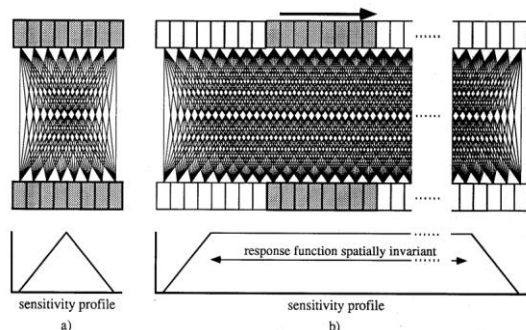 response function spatially invariant
sensitivity profile
sensitivity profile
a)
b)